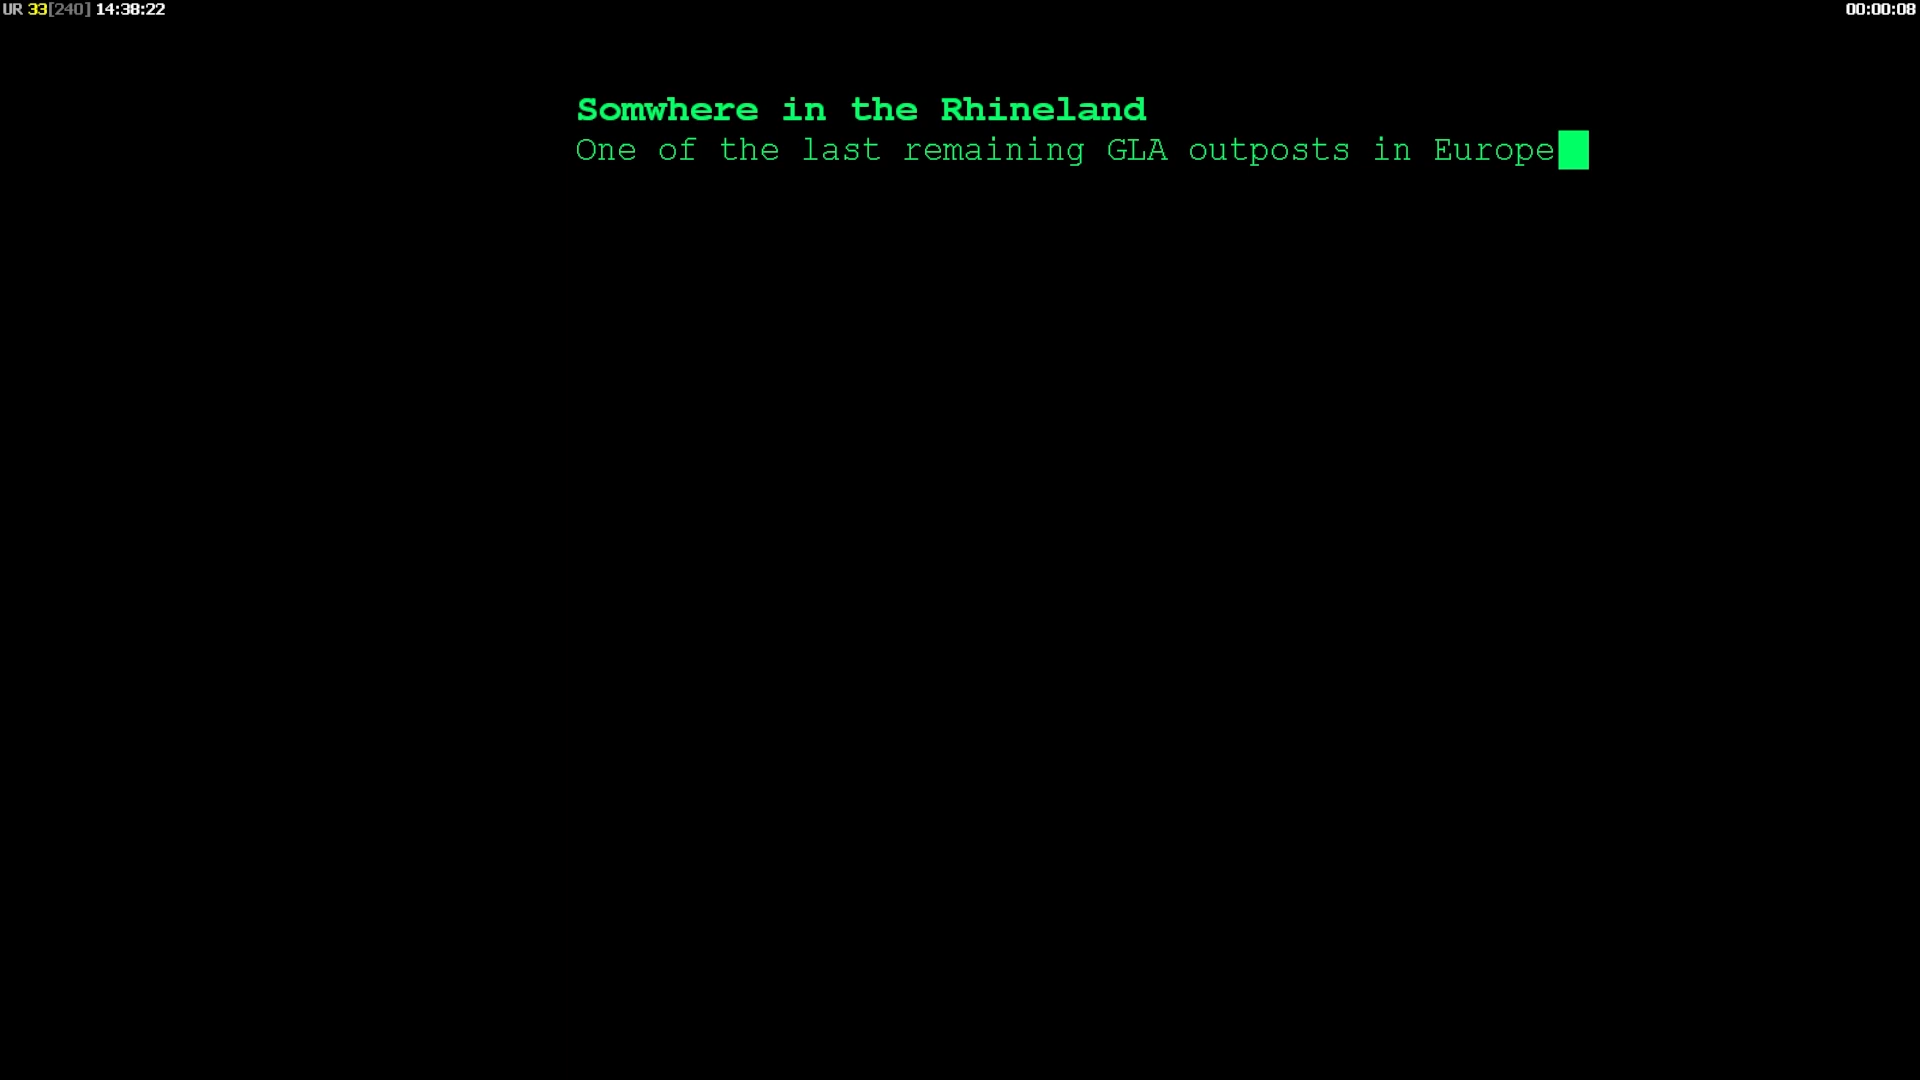 UR 33[240] 14:38:22
00:00:08
Somwhere in the Rhineland
One of the last remaining GLA outposts in Europe